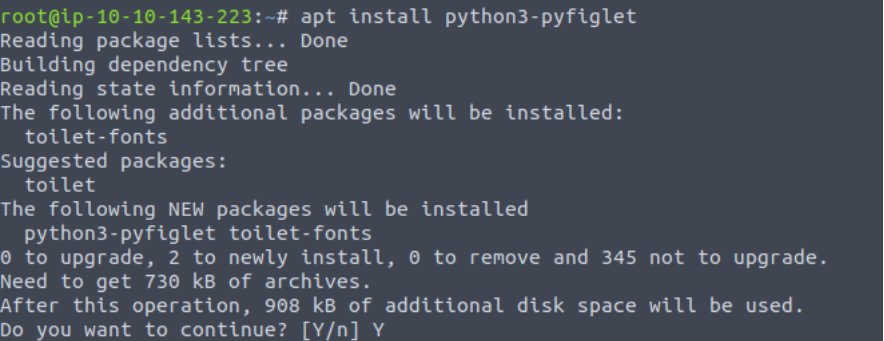 root@ip-10-10-143-223:~# apt install python3-pyfiglet
Reading package lists... Done
Building dependency tree
Reading state information... Done
The following additional packages will be installed:
  toilet-fonts
Suggested packages:
  toilet
The following NEW packages will be installed
  python3-pyfiglet toilet-fonts
0 to upgrade, 2 to newly install, 0 to remove and 345 not to upgrade.
Need to get 730 kB of archives.
After this operation, 908 kB of additional disk space will be used.
Do you want to continue? [Y/n] Y